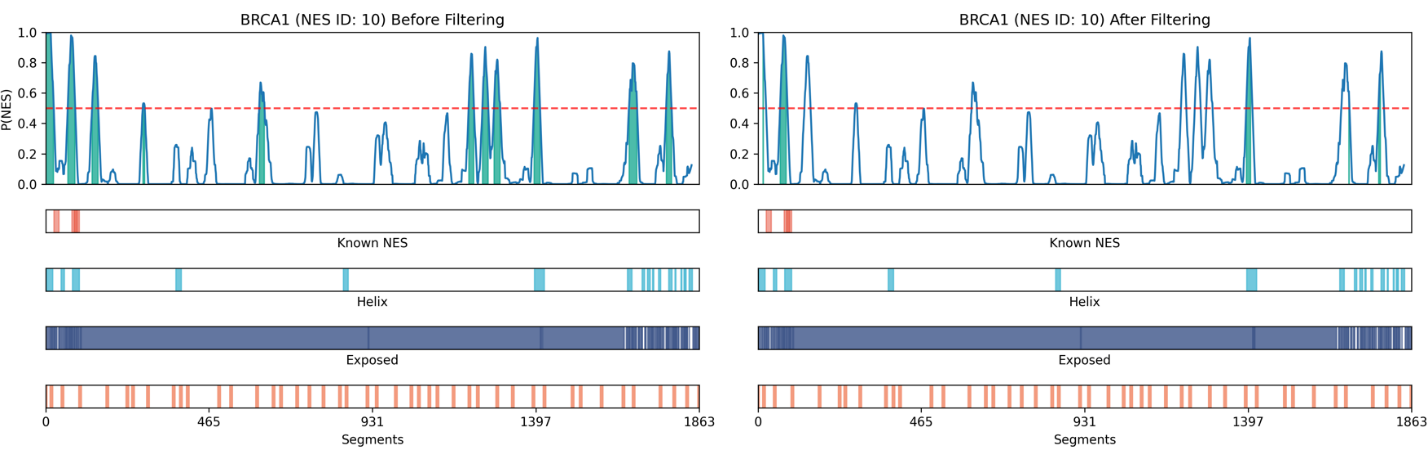 BRCA1 (NES ID: 10) Before Filtering
1.0
0.8
0.6
0.4
0.2
0.0
P(NES)
Known NES
Helix
Exposed
0 465 931 1397 1863
Segments
BRCA1 (NES ID: 10) After Filtering
1.0
0.8
0.6
0.4
0.2
0.0
Known NES
Helix
Exposed
0 465 931 1397 1863
Segments